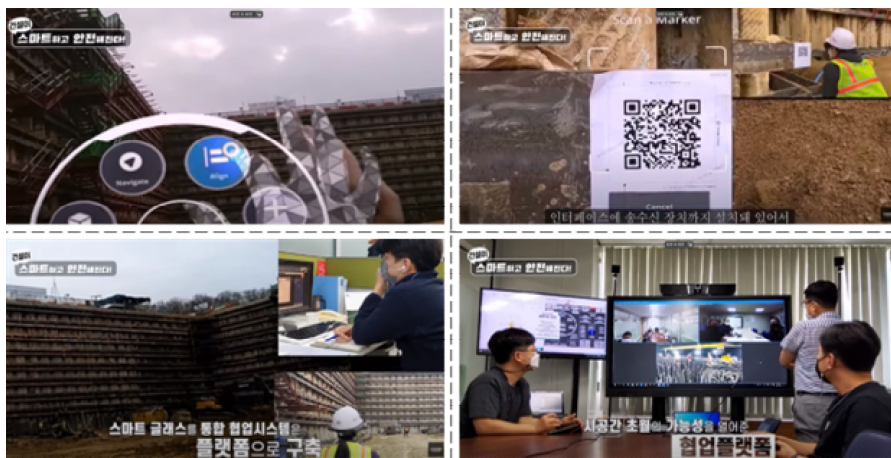 건설이
스마트하고 안전해진다!
Navigate
Align
건설이
스마트하고 안전해진다!
Scan a Marker
Cancel
인터페이스에 송수신 장치까지 설치돼 있어서
건설이
스마트하고 안전해진다!
스마트 글래스를 통합 협업시스템은
플랫폼으로 구축
건설이
스마트하고 안전해진다!
시공간 초월의 가능성을 열어준
협업플랫폼